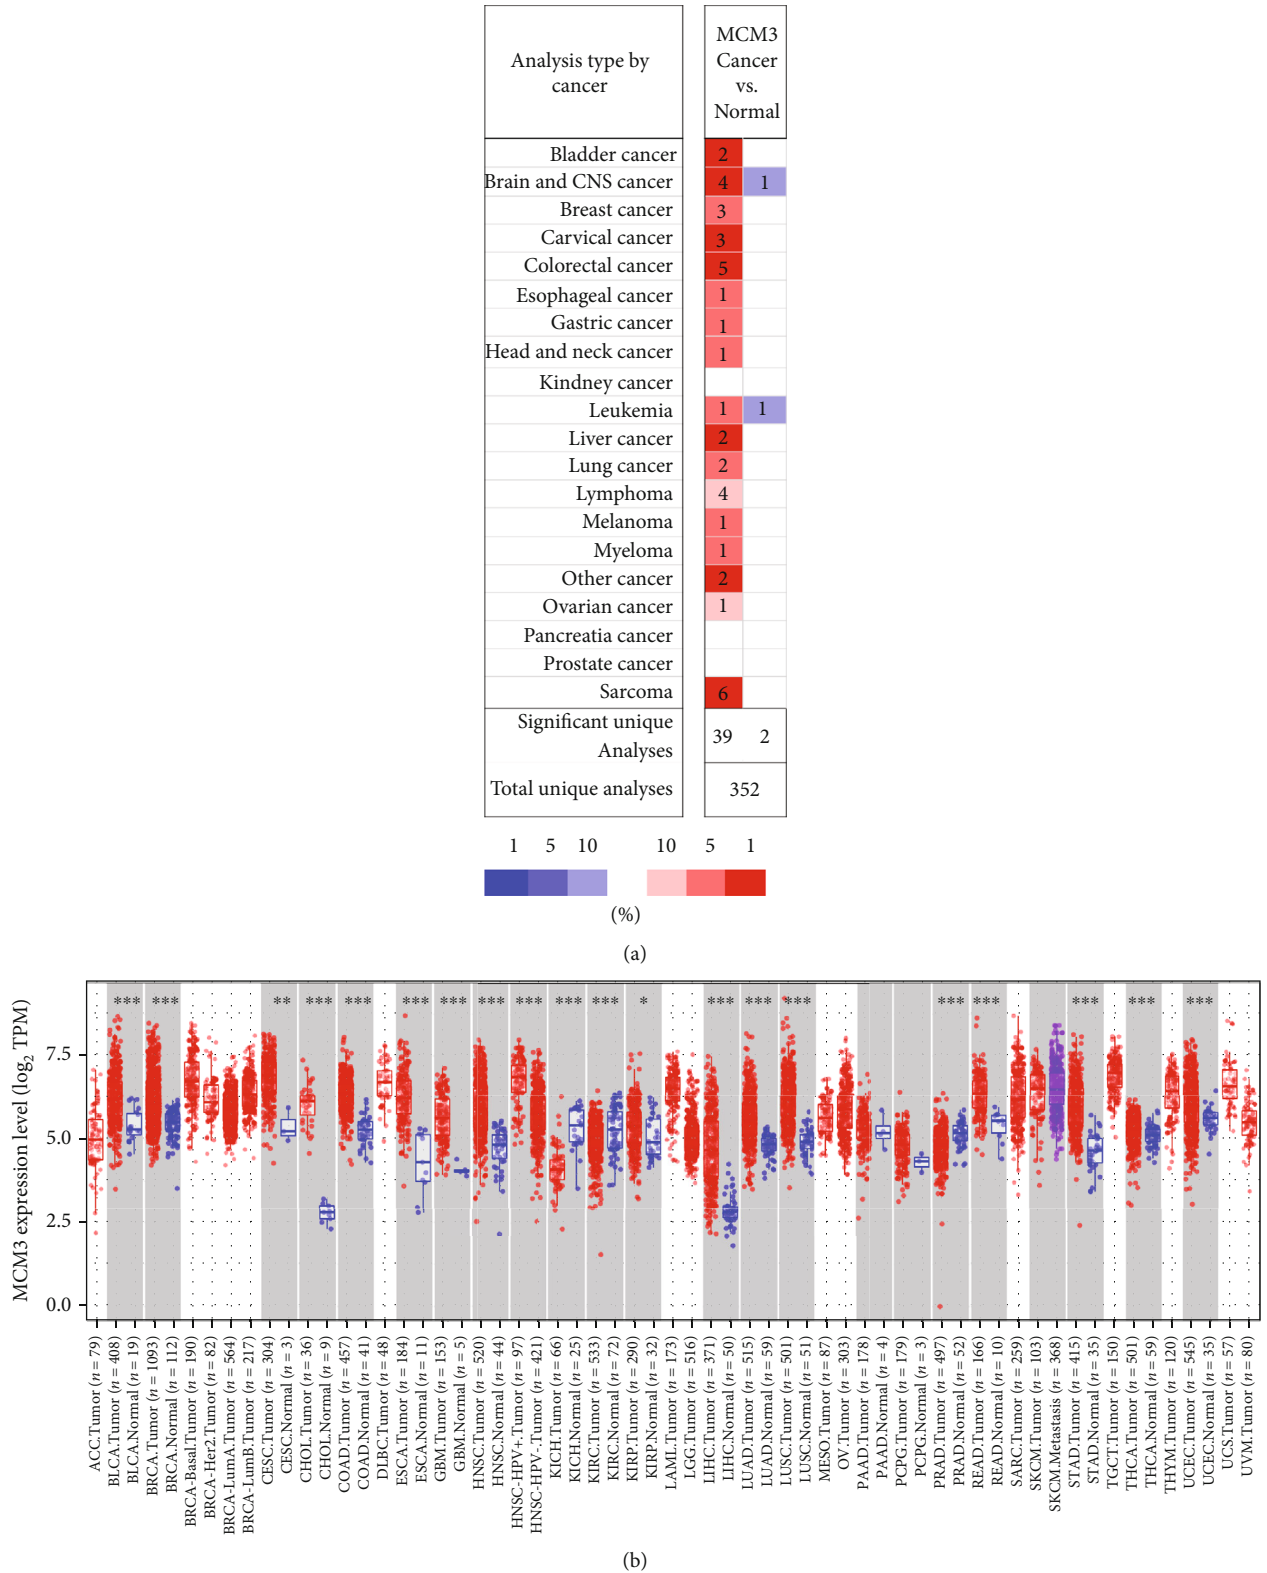 Analysis type by
cancer
MCM3
Cancer
vs.
Normal
Bladder cancer 2
Brain and CNS cancer 4 1
Breast cancer 3
Carvical cancer 3
Colorectal cancer 5
Esophageal cancer 1
Gastric cancer 1
Head and neck cancer 1
Kindney cancer
Leukemia 1 1
Liver cancer 2
Lung cancer 2
Lymphoma 4
Melanoma 1
Myeloma 1
Other cancer 2
Ovarian cancer 1
Pancreatia cancer
Prostate cancer
Sarcoma 6
Significant unique
Analyses 39 2
Total unique analyses 352
1 5 10 10 5 1
(%)
(a)
MCM3 expression level (log2 TPM)
*** *** ** *** *** *** *** *** *** *** *** * *** *** *** *** *** *** *** ***
7.5
5.0
2.5
0.0
ACC.Tumor (n = 79)
BLCA.Tumor (n = 408)
BLCA.Normal (n = 19)
BRCA.Tumor (n = 1093)
BRCA.Normal (n = 112)
BRCA-Basal.Tumor (n = 190)
BRCA-Her2.Tumor (n = 82)
BRCA-LumA.Tumor (n = 564)
BRCA-LumB.Tumor (n = 217)
CESC.Tumor (n = 304)
CESC.Normal (n = 3)
CHOL.Tumor (n = 36)
CHOL.Normal (n = 9)
COAD.Tumor (n = 457)
COAD.Normal (n = 41)
DLBC.Tumor (n = 48)
ESCA.Tumor (n = 184)
ESCA.Normal (n = 11)
GBM.Tumor (n = 153)
GBM.Normal (n = 5)
HNSC.Tumor (n = 520)
HNSC.Normal (n = 44)
HNSC-HPV+.Tumor (n = 97)
HNSC-HPV-.Tumor (n = 421)
KICH.Tumor (n = 66)
KICH.Normal (n = 25)
KIRC.Tumor (n = 533)
KIRC.Normal (n = 72)
KIRP.Tumor (n = 290)
KIRP.Normal (n = 32)
LAML.Tumor (n = 173)
LGG.Tumor (n = 516)
LIHC.Tumor (n = 371)
LIHC.Normal (n = 50)
LUAD.Tumor (n = 515)
LUAD.Normal (n = 59)
LUSC.Tumor (n = 501)
LUSC.Normal (n = 51)
MESO.Tumor (n = 87)
OV.Tumor (n = 303)
PAAD.Tumor (n = 178)
PAAD.Normal (n = 4)
PCPG.Tumor (n = 179)
PCPG.Normal (n = 3)
PRAD.Tumor (n = 497)
PRAD.Normal (n = 52)
READ.Tumor (n = 166)
READ.Normal (n = 10)
SARC.Tumor (n = 259)
SKCM.Tumor (n = 103)
SKCM.Metastasis (n = 368)
STAD.Tumor (n = 415)
STAD.Normal (n = 35)
TGCT.Tumor (n = 150)
THCA.Tumor (n = 501)
THCA.Normal (n = 59)
THYM.Tumor (n = 120)
UCEC.Tumor (n = 545)
UCEC.Normal (n = 35)
UCS.Tumor (n = 57)
UVM.Tumor (n = 80)
(b)